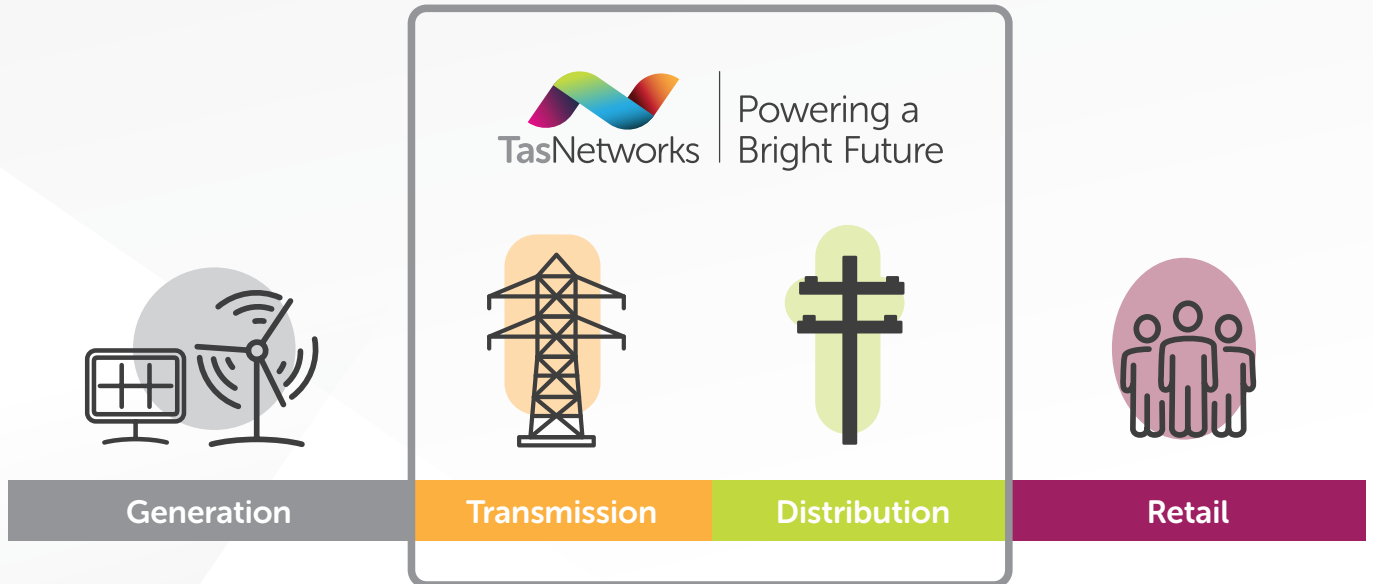 TasNetworks
Powering a
Bright Future
Generation
Transmission
Distribution
Retail